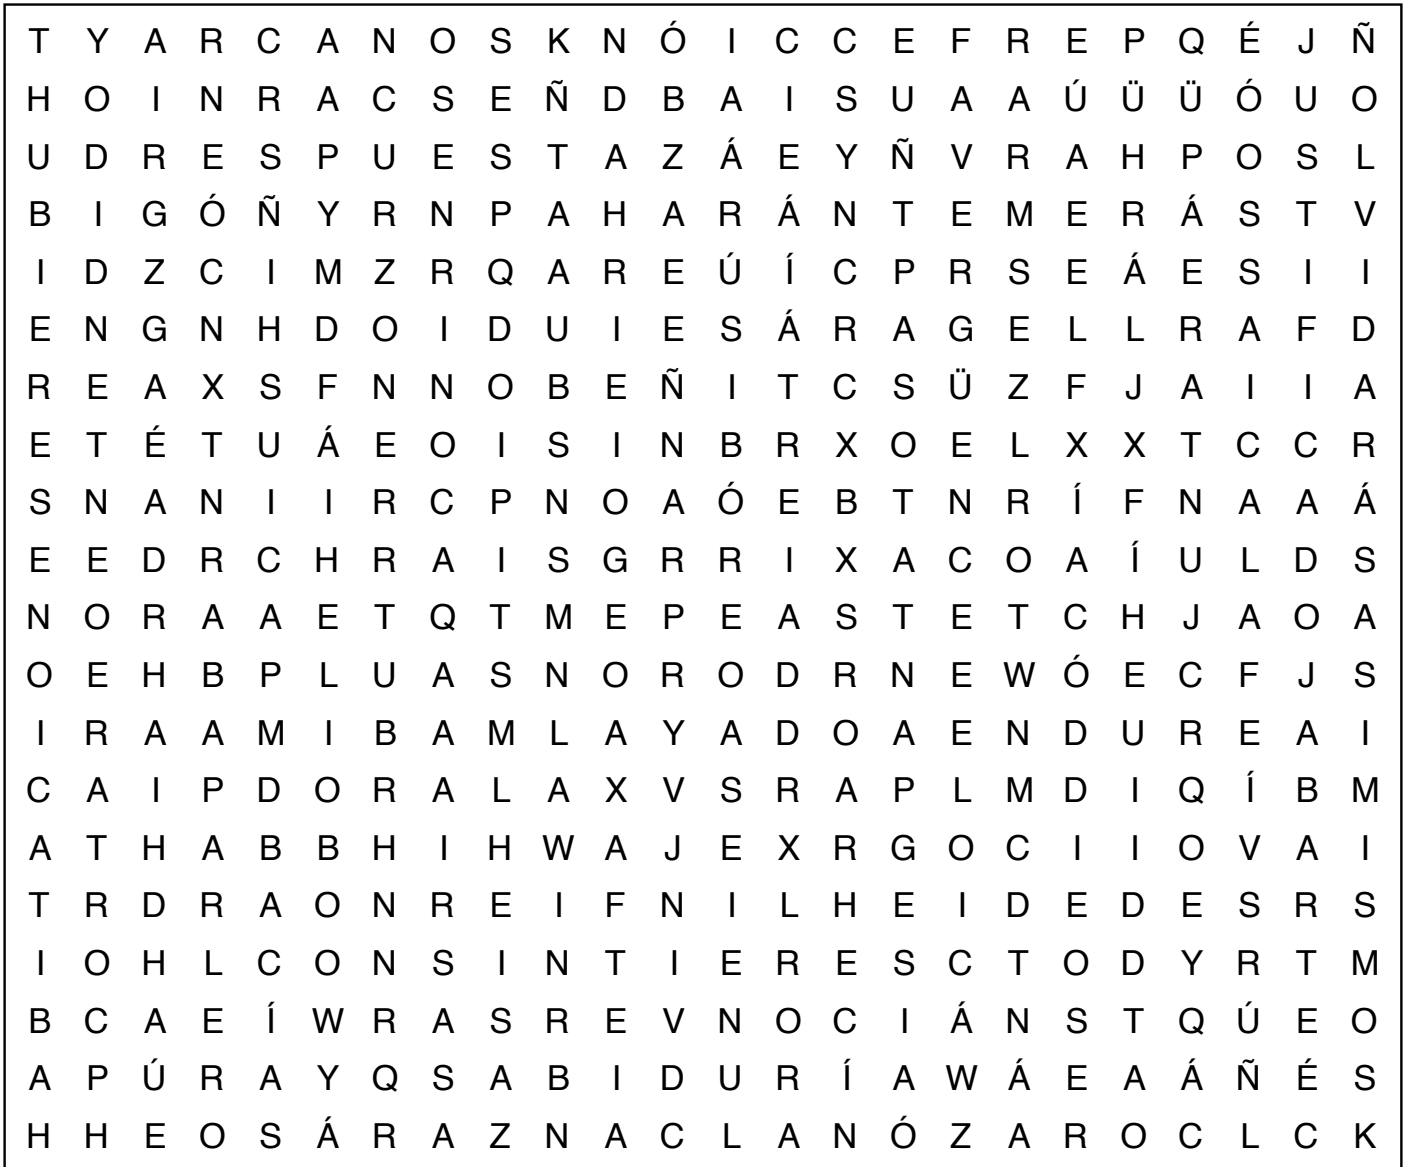 T Y A R C A N O S K N Ó I C C E F R E P Q É J Ñ
H O I N R A C S E Ñ D B A I S U A A Ú Ü Ü Ó U O
U D R E S P U E S T A Z Á E Y Ñ V R A H P O S L
B I G Ó Ñ Y R N P A H A R Á N T E M E R Á S T V
I D Z C I M Z R Q A R E Ú Í C P R S E Á E S I I
E N G N H D O I D U I E S Á R A G E L L R A F D
R E A X S F N N O B E Ñ I T C S Ü Z F J A I I A
E T É T U Á E O I S I N B R X O E L X X T C C R
S N A N I I R C P N O A Ó E B T N R Í F N A A Á
E E D R C H R A I S G R R I X A C O A Í U L D S
N O R A A E T Q T M E P E A S T E T C H J A O A
O E H B P L U A S N O R O D R N E W Ó E C F J S
I R A A M I B A M L A Y A D O A E N D U R E A I
C A I P D O R A L A X V S R A P L M D I Q Í B M
A T H A B B H I H W A J E X R G O C I I O V A I
T R D R A O N R E I F N I L H E I D E D E S R S
I O H L C O N S I N T I E R E S C T O D Y R T M
B C A E Í W R A S R E V N O C I Á N S T Q Ú E O
A P Ú R A Y Q S A B I D U R Í A W Á E A Á Ñ É S
H H E O S Á R A Z N A C L A N Ó Z A R O C L C K